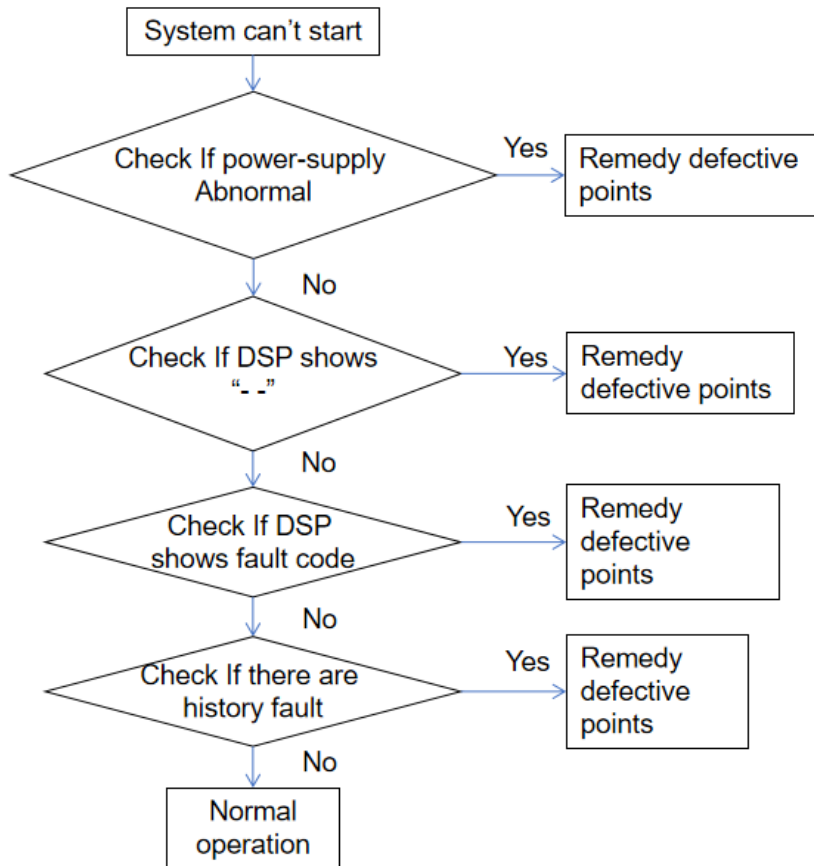 System can't start
Check If power-supply
Abnormal
Yes
Remedy defective
points
No
Check If DSP shows
“- -”
Yes
Remedy
defective points
No
Check If DSP
shows fault code
Yes
Remedy
defective
points
No
Check If there are
history fault
Yes
Remedy
defective
points
No
Normal
operation